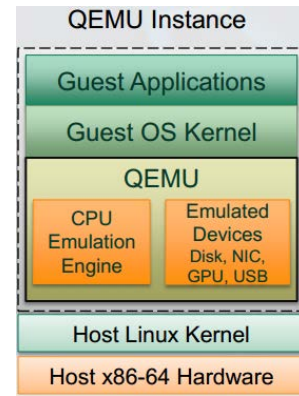 QEMU Instance
Guest Applications
Guest OS Kernel
QEMU
CPU
Emulation
Engine
Emulated
Devices
Disk, NIC,
GPU, USB
Host Linux Kernel
Host x86-64 Hardware